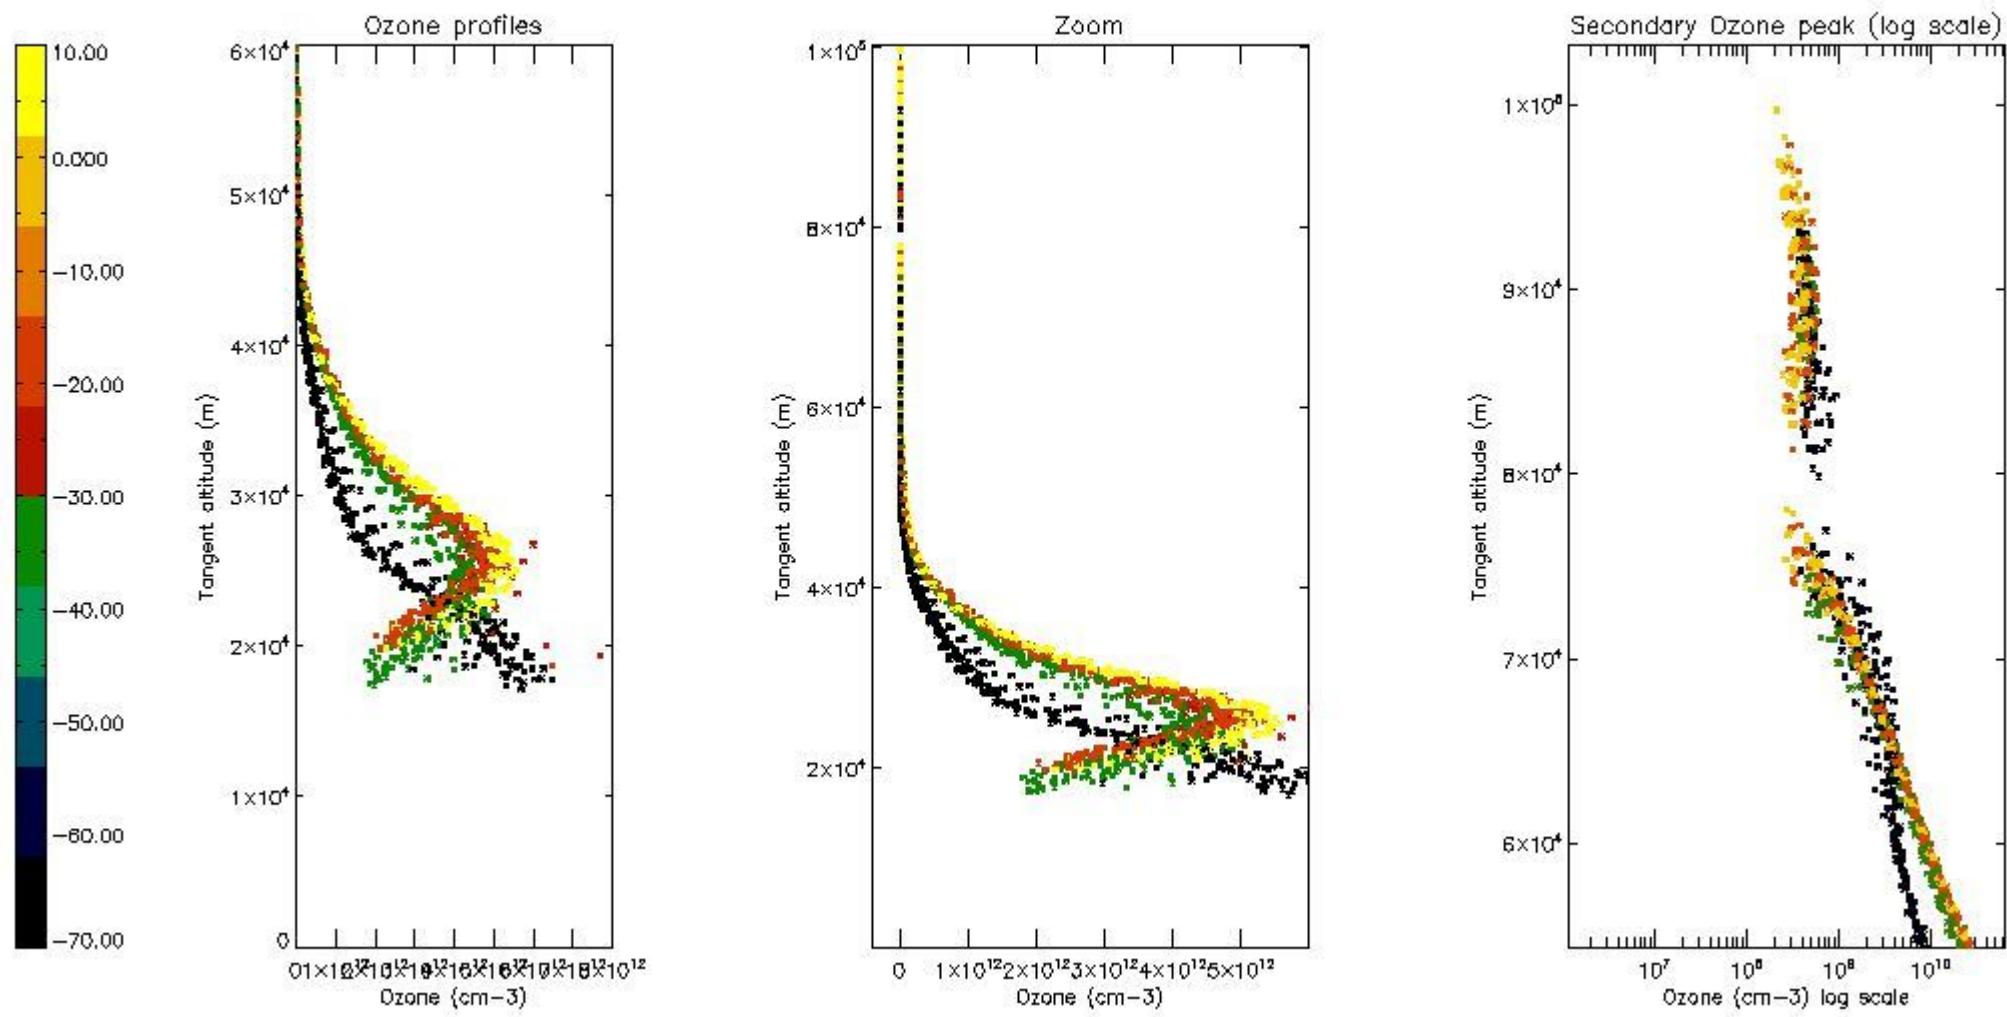 Ozone profiles
Zoom
Secondary Ozone peak (log scale)
10.00
0.000
−10.00
−20.00
−30.00
−40.00
−50.00
−60.00
−70.00
6×10⁴
5×10⁴
4×10⁴
3×10⁴
2×10⁴
1×10⁴
0
Tangent altitude (m)
Ozone (cm−3)
1×10⁵
8×10⁴
6×10⁴
4×10⁴
2×10⁴
Tangent altitude (m)
0 1×10¹² 2×10¹² 3×10¹² 4×10¹² 5×10¹²
Ozone (cm−3)
9×10⁴
8×10⁴
7×10⁴
6×10⁴
Tangent altitude (m)
10⁷ 10⁹ 10¹⁰
Ozone (cm−3) log scale